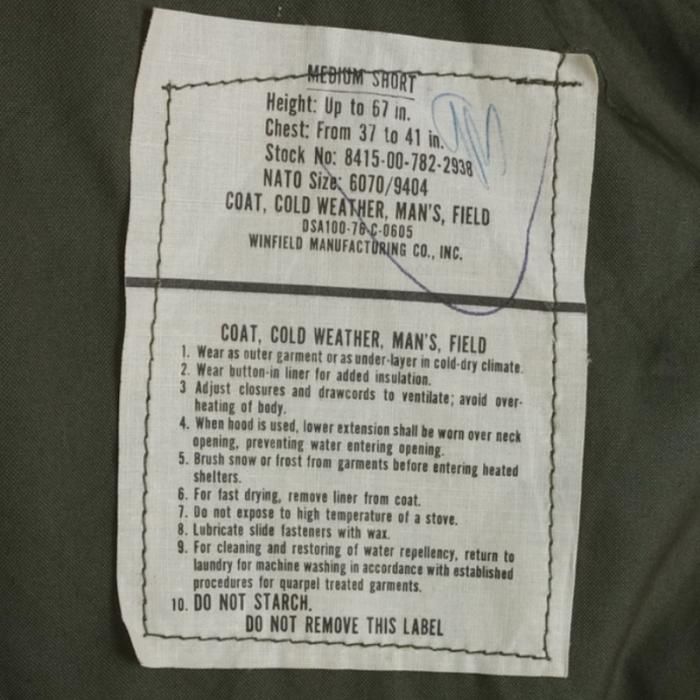 MEDIUM SHORT
Height: Up to 67 in.
Chest: From 37 to 41 in.
Stock No: 8415-00-782-2938
NATO Size: 6070/9404
COAT, COLD WEATHER, MAN'S, FIELD
DSA100-76-C-0605
WINFIELD MANUFACTURING CO., INC.
COAT, COLD WEATHER, MAN'S, FIELD
1. Wear as outer garment or as under-layer in cold-dry climate.
2. Wear button-in liner for added insulation.
3 Adjust closures and drawcords to ventilate; avoid over-
heating of body.
4. When hood is used, lower extension shall be worn over neck
opening, preventing water entering opening.
5. Brush snow or frost from garments before entering heated
shelters.
6. For fast drying, remove liner from coat.
7. Do not expose to high temperature of a stove.
8. Lubricate slide fasteners with wax.
9. For cleaning and restoring of water repellency, return to
laundry for machine washing in accordance with established
procedures for quarpel treated garments.
10. DO NOT STARCH.
DO NOT REMOVE THIS LABEL